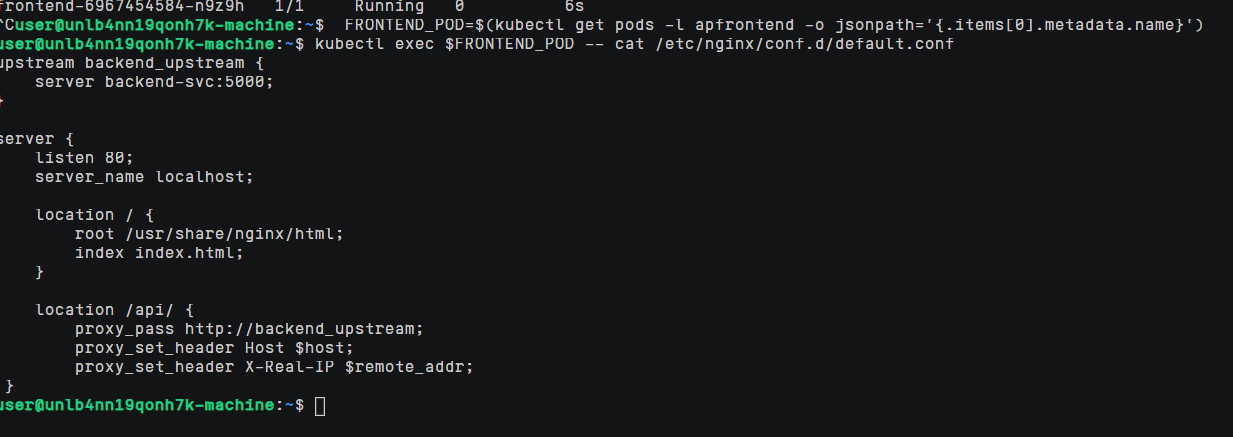 frontend-6967454584-n9z9h   1/1     Running   0          6s
^Cuser@unlb4nn19qonh7k-machine:~$  FRONTEND_POD=$(kubectl get pods -l apfrontend -o jsonpath='{.items[0].metadata.name}')
user@unlb4nn19qonh7k-machine:~$ kubectl exec $FRONTEND_POD -- cat /etc/nginx/conf.d/default.conf
upstream backend_upstream {
    server backend-svc:5000;
}
server {
    listen 80;
    server_name localhost;
    location / {
        root /usr/share/nginx/html;
        index index.html;
    }
    location /api/ {
        proxy_pass http://backend_upstream;
        proxy_set_header Host $host;
        proxy_set_header X-Real-IP $remote_addr;
 }
user@unlb4nn19qonh7k-machine:~$